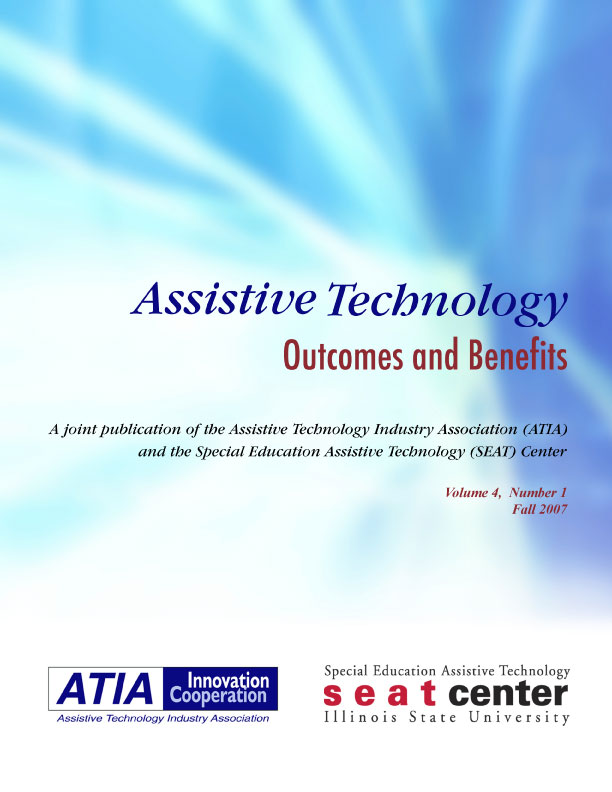 Assistive Technology
Outcomes and Benefits
A joint publication of the Assistive Technology Industry Association (ATIA)
and the Special Education Assistive Technology (SEAT) Center
Volume 4, Number 1
Fall 2007
ATIA Innovation
Cooperation
Assistive Technology Industry Association
Special Education Assistive Technology
seat center
Illinois State University